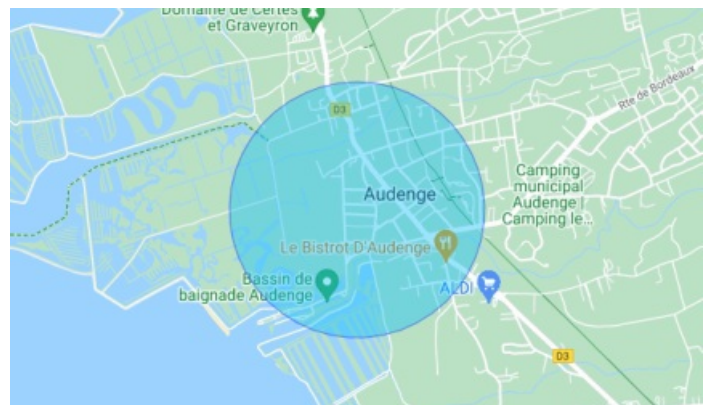 Domaine de Certes
et Graveyron
D3
Rte de Bordeaux
Camping
municipal
Audenge |
Camping le...
Audenge
Le Bistrot D'Audenge
Bassin de
baignade Audenge
ALDI
D3